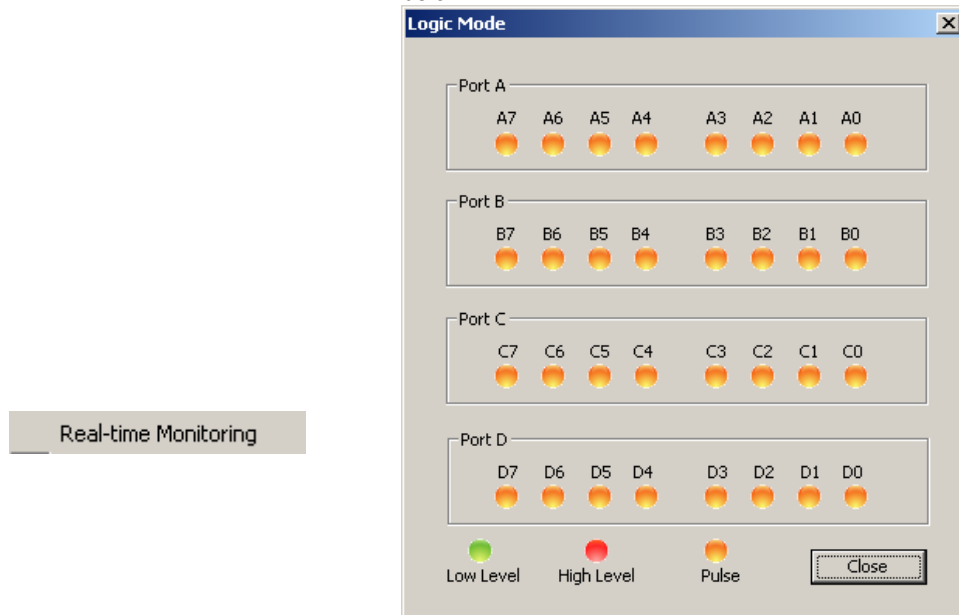 Logic Mode
Port A
A7 A6 A5 A4 A3 A2 A1 A0
Port B
B7 B6 B5 B4 B3 B2 B1 B0
Port C
C7 C6 C5 C4 C3 C2 C1 C0
Real-time Monitoring
Port D
D7 D6 D5 D4 D3 D2 D1 D0
Low Level High Level Pulse Close